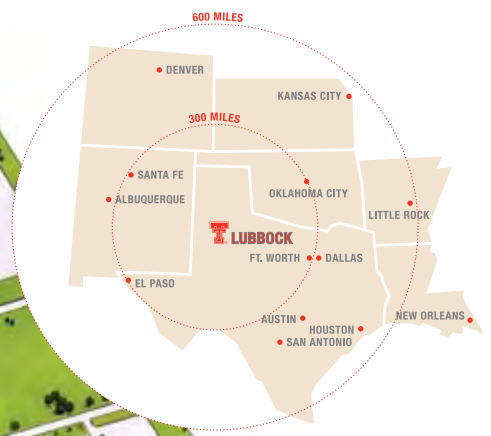 600 MILES
DENVER
KANSAS CITY
300 MILES
SANTA FE
OKLAHOMA CITY
ALBUQUERQUE
LITTLE ROCK
T LUBBOCK
FT. WORTH
DALLAS
EL PASO
AUSTIN
NEW ORLEANS
HOUSTON
SAN ANTONIO